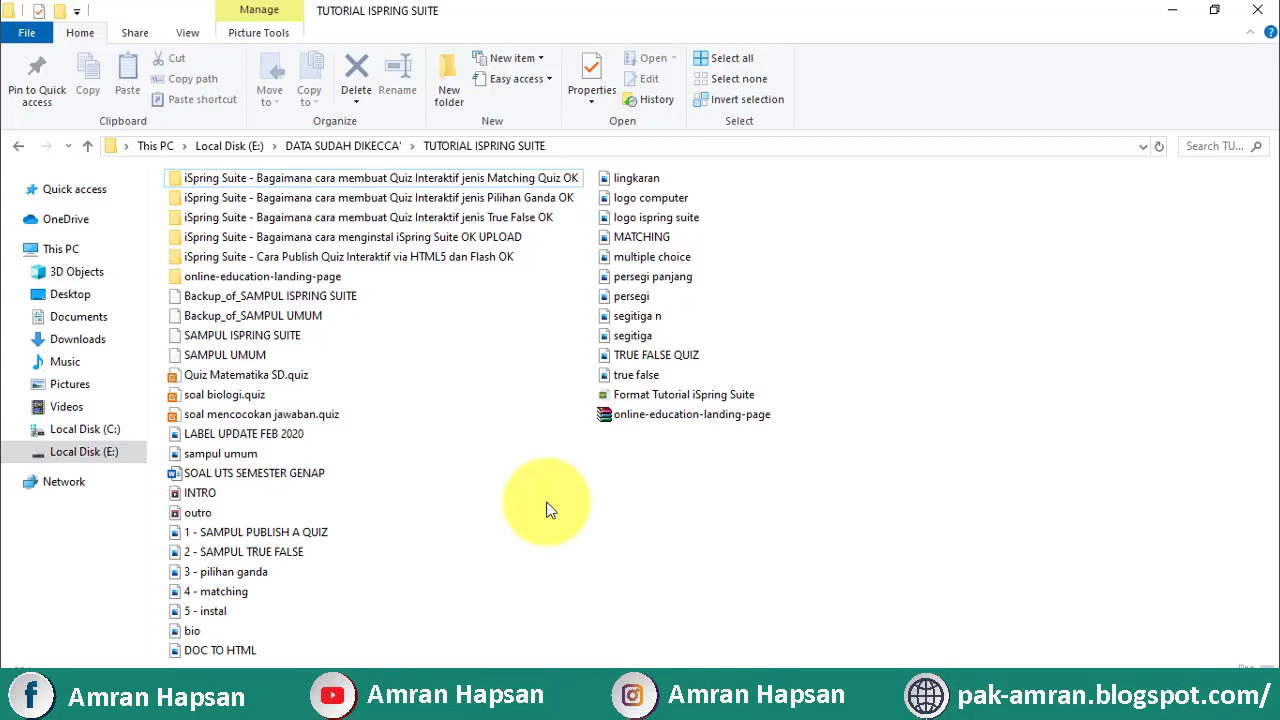 Manage
TUTORIAL ISPRING SUITE
File
Home
Share
View
Picture Tools
Pin to Quick access
Copy
Paste
Cut
Copy path
Paste shortcut
Clipboard
Move to
Copy to
Delete
Rename
Organize
New folder
New item
Easy access
New
Properties
Open
Edit
History
Open
Select all
Select none
Invert selection
Select
This PC
Local Disk (E:)
DATA SUDAH DIKECCA'
TUTORIAL ISPRING SUITE
Search TU...
Quick access
OneDrive
This PC
3D Objects
Desktop
Documents
Downloads
Music
Pictures
Videos
Local Disk (C:)
Local Disk (E:)
Network
iSpring Suite - Bagaimana cara membuat Quiz Interaktif jenis Matching Quiz OK
iSpring Suite - Bagaimana cara membuat Quiz Interaktif jenis Pilihan Ganda OK
iSpring Suite - Bagaimana cara membuat Quiz Interaktif jenis True False OK
iSpring Suite - Bagaimana cara menginstal iSpring Suite OK UPLOAD
iSpring Suite - Cara Publish Quiz Interaktif via HTML5 dan Flash OK
online-education-landing-page
Backup_of_SAMPUL ISPRING SUITE
Backup_of_SAMPUL UMUM
SAMPUL ISPRING SUITE
SAMPUL UMUM
Quiz Matematika SD.quiz
soal biologi.quiz
soal mencocokan jawaban.quiz
LABEL UPDATE FEB 2020
sampul umum
SOAL UTS SEMESTER GENAP
INTRO
outro
1 - SAMPUL PUBLISH A QUIZ
2 - SAMPUL TRUE FALSE
3 - pilihan ganda
4 - matching
5 - instal
bio
DOC TO HTML
lingkaran
logo computer
logo ispring suite
MATCHING
multiple choice
persegi panjang
persegi
segitiga n
segitiga
TRUE FALSE QUIZ
true false
Format Tutorial iSpring Suite
online-education-landing-page
Amran Hapsan
Amran Hapsan
Amran Hapsan
pak-amran.blogspot.com/